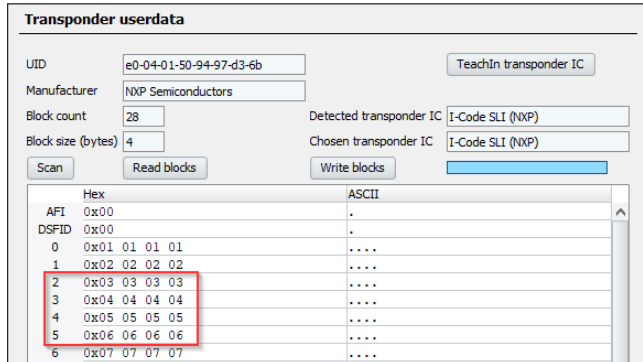 Transponder userdata
UID e0-04-01-50-94-97-d3-6b TeachIn transponder IC
Manufacturer NXP Semiconductors
Block count 28 Detected transponder IC I-Code SLI (NXP)
Block size (bytes) 4 Chosen transponder IC I-Code SLI (NXP)
Scan Read blocks Write blocks
Hex ASCII
AFI 0x00 .
DSFID 0x00 .
0 0x01 01 01 01 ....
1 0x02 02 02 02 ....
2 0x03 03 03 03 ....
3 0x04 04 04 04 ....
4 0x05 05 05 05 ....
5 0x06 06 06 06 ....
6 0x07 07 07 07 ....